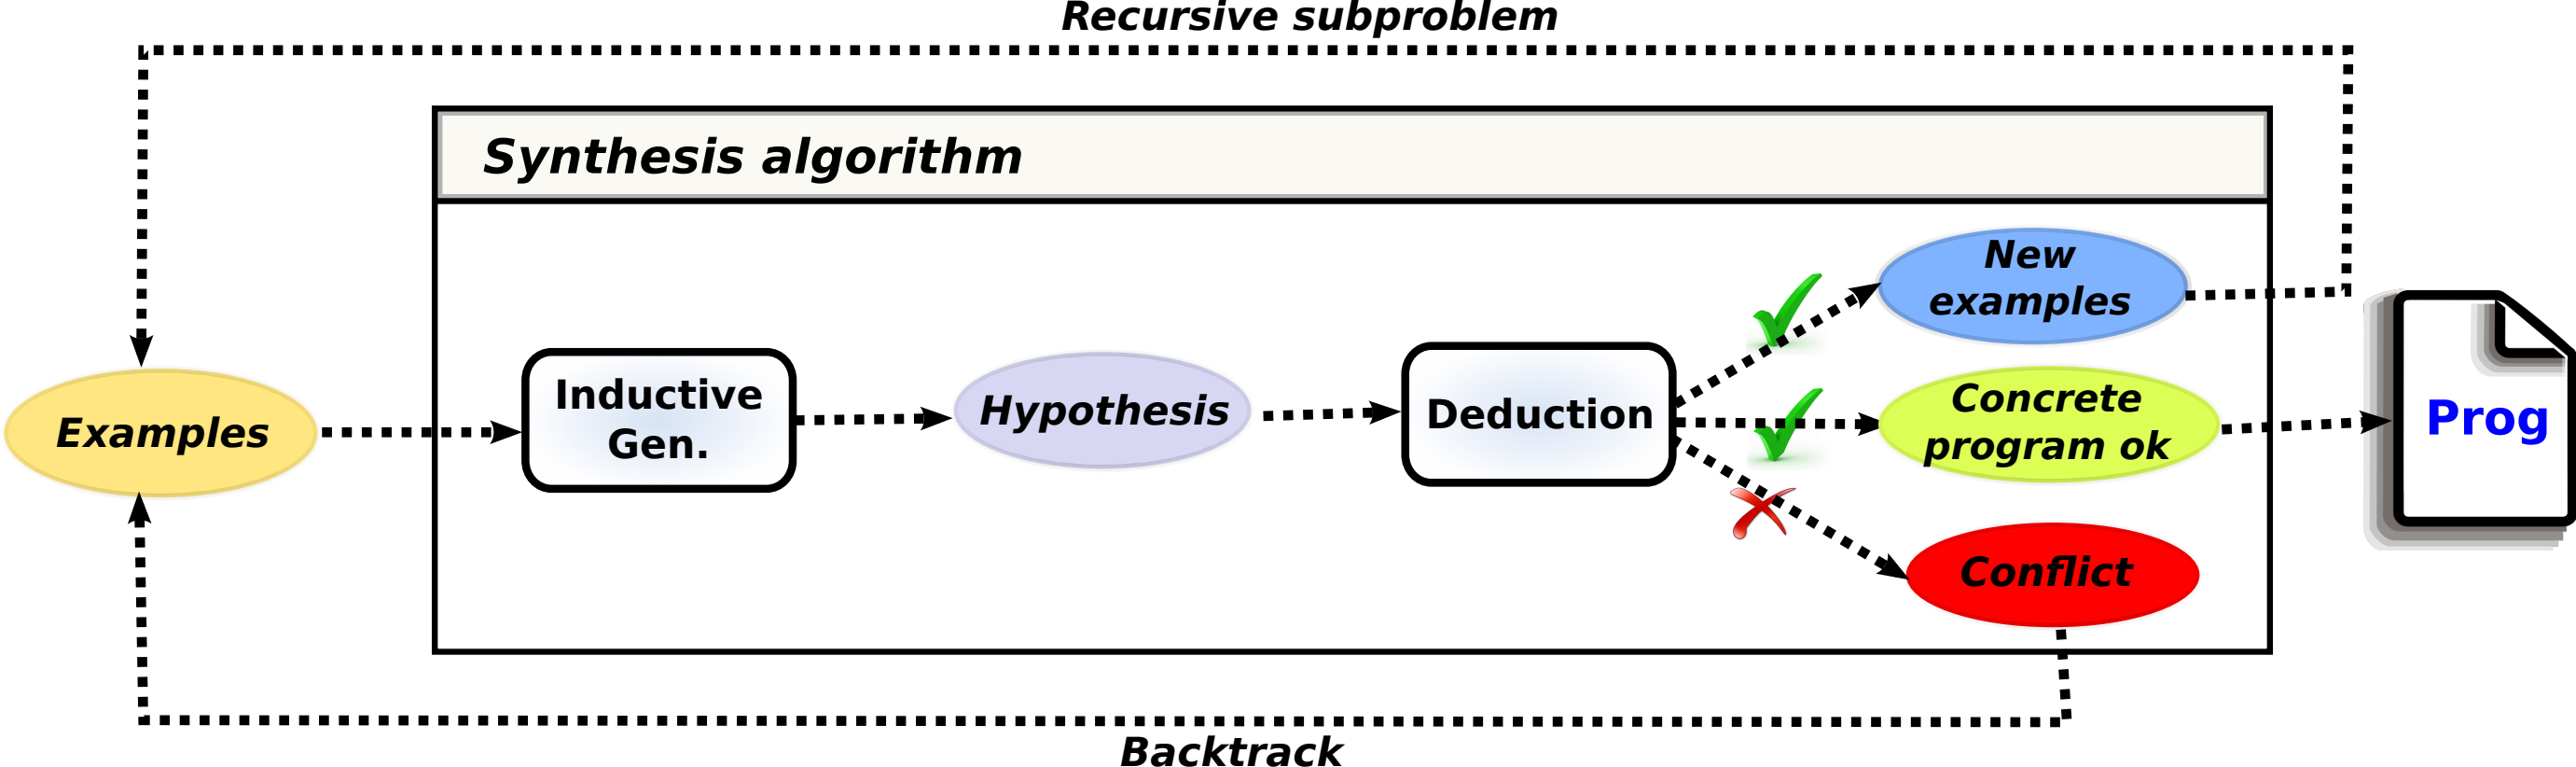 Recursive subproblem
Synthesis algorithm
Examples
Inductive
Gen.
Hypothesis
Deduction
New
examples
Concrete
program ok
Conflict
Prog
Backtrack